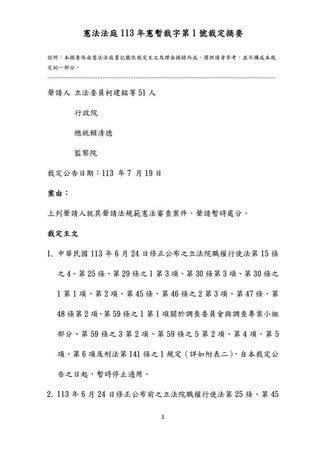 憲法法庭 113 年憲暫裁字第 1 號裁定摘要
說明：本摘要係由憲法法庭書記廳依裁定主文及理由摘錄而成，僅供讀者參考，並不構成本裁
定的一部分。
聲請人 立法委員柯建銘等 51 人
行政院
總統賴清德
監察院
裁定公告日期：113 年 7 月 19 日
案由：
上列聲請人就其聲請法規範憲法審查案件，聲請暫時處分。
裁定主文
1. 中華民國 113 年 6 月 24 日修正公布之立法院職權行使法第 15 條
之 4、第 25 條、第 29 條之 1 第 3 項、第 30 條第 3 項、第 30 條之
1 第 1 項、第 2 項、第 45 條、第 46 條之 2 第 3 項、第 47 條、第
48 條第 2 項、第 59 條之 1 第 1 項關於調查委員會與調查專案小組
部分、第 59 條之 3 第 2 項、第 59 條之 5 第 2 項、第 4 項、第 5
項、第 6 項及刑法第 141 條之 1 規定（詳如附表二），自本裁定公
告之日起，暫時停止適用。
2. 113 年 6 月 24 日修正公布前之立法院職權行使法第 25 條、第 45
1